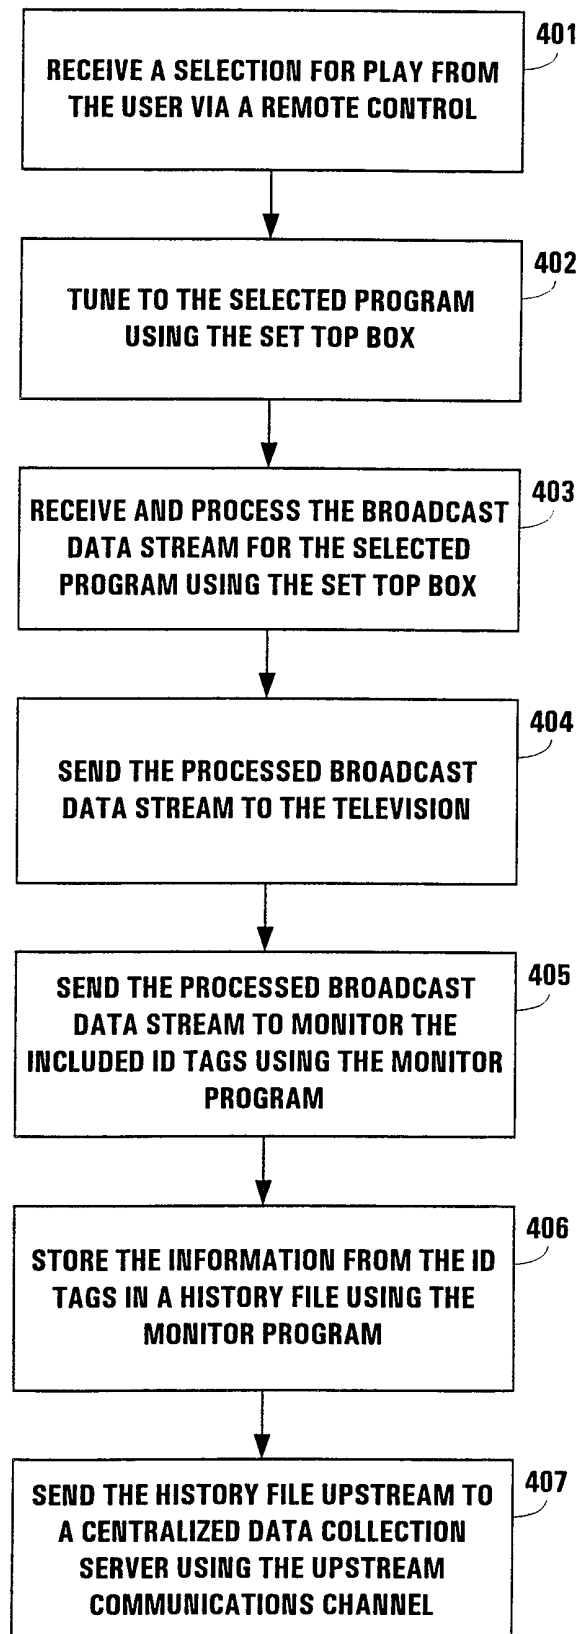 401
RECEIVE A SELECTION FOR PLAY FROM
THE USER VIA A REMOTE CONTROL
402
TUNE TO THE SELECTED PROGRAM
USING THE SET TOP BOX
403
RECEIVE AND PROCESS THE BROADCAST
DATA STREAM FOR THE SELECTED
PROGRAM USING THE SET TOP BOX
404
SEND THE PROCESSED BROADCAST
DATA STREAM TO THE TELEVISION
405
SEND THE PROCESSED BROADCAST
DATA STREAM TO MONITOR THE
INCLUDED ID TAGS USING THE MONITOR
PROGRAM
406
STORE THE INFORMATION FROM THE ID
TAGS IN A HISTORY FILE USING THE
MONITOR PROGRAM
407
SEND THE HISTORY FILE UPSTREAM TO
A CENTRALIZED DATA COLLECTION
SERVER USING THE UPSTREAM
COMMUNICATIONS CHANNEL